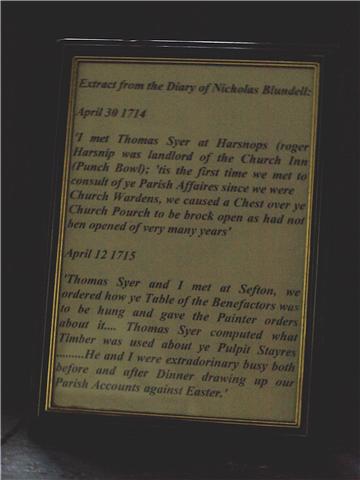 Extract from the Diary of Nicholas Blundell:
April 30 1714
'I met Thomas Syer at Harsnops (roger
Harsnip was landlord of the Church Inn
(Punch Bowl); 'tis the first time we met to
consult of ye Parish Affaires since we were
Church Wardens, we caused a Chest over ye
Church Pourch to be brock open as had not
ben opened of very many years'
April 12 1715
'Thomas Syer and I met at Sefton, we
ordered how ye Table of the Benefactors was
to be hung and gave the Painter orders
about it.... Thomas Syer computed what
Timber was used about ye Pulpit Stayres
.........He and I were extradorinary busy both
before and after Dinner drawing up our
Parish Accounts against Easter.'